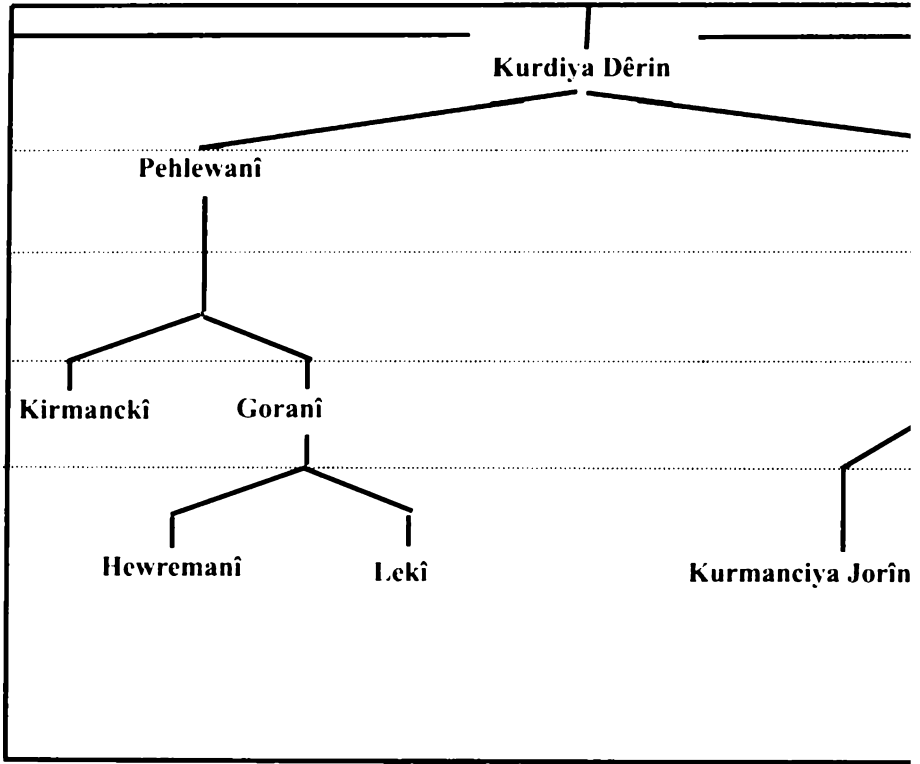 Kurdiya Dêrin
Pehlewanî
Kirmanckî
Goranî
Hewremanî
Lekî
Kurmanciya Jorîn